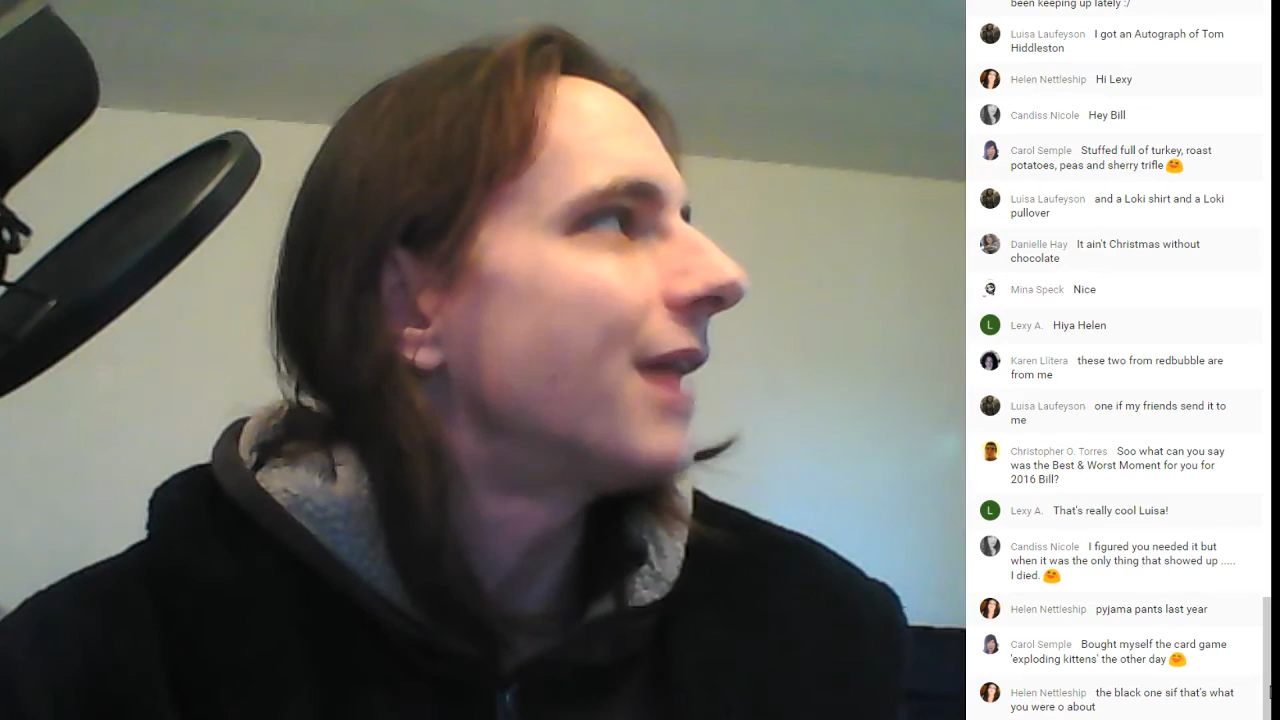 been keeping up lately :/
Luisa Laufeyson I got an Autograph of Tom
Hiddleston
Helen Nettleship Hi Lexy
Candiss Nicole Hey Bill
Carol Semple Stuffed full of turkey, roast
potatoes, peas and sherry trifle
Luisa Laufeyson and a Loki shirt and a Loki
pullover
Danielle Hay It ain't Christmas without
chocolate
Mina Speck Nice
L Lexy A. Hiya Helen
Karen Llitera these two from redbubble are
from me
Luisa Laufeyson one if my friends send it to
me
Christopher O. Torres Soo what can you say
was the Best & Worst Moment for you for
2016 Bill?
L Lexy A. That's really cool Luisa!
Candiss Nicole I figured you needed it but
when it was the only thing that showed up .....
I died.
Helen Nettleship pyjama pants last year
Carol Semple Bought myself the card game
'exploding kittens' the other day
Helen Nettleship the black one sif that's what
you were o about